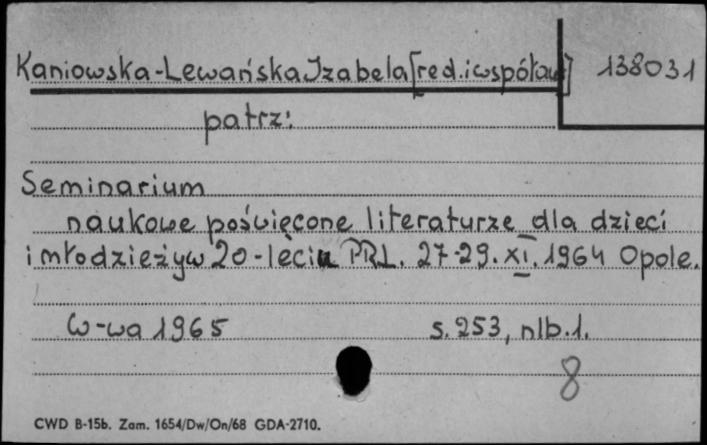 Kaniowska-Lewańska Izabela [red. i współaut] 138031
patrz:
Seminarium
naukowe poświęcone literaturze dla dzieci
i młodzieży w 20-leciu PRL. 27-29. XI. 1964 Opole.
W-wa 1965 s. 253, nlb. 1.
8
CWD B-15b. Zam. 1654/Dw/On/68 GDA-2710.